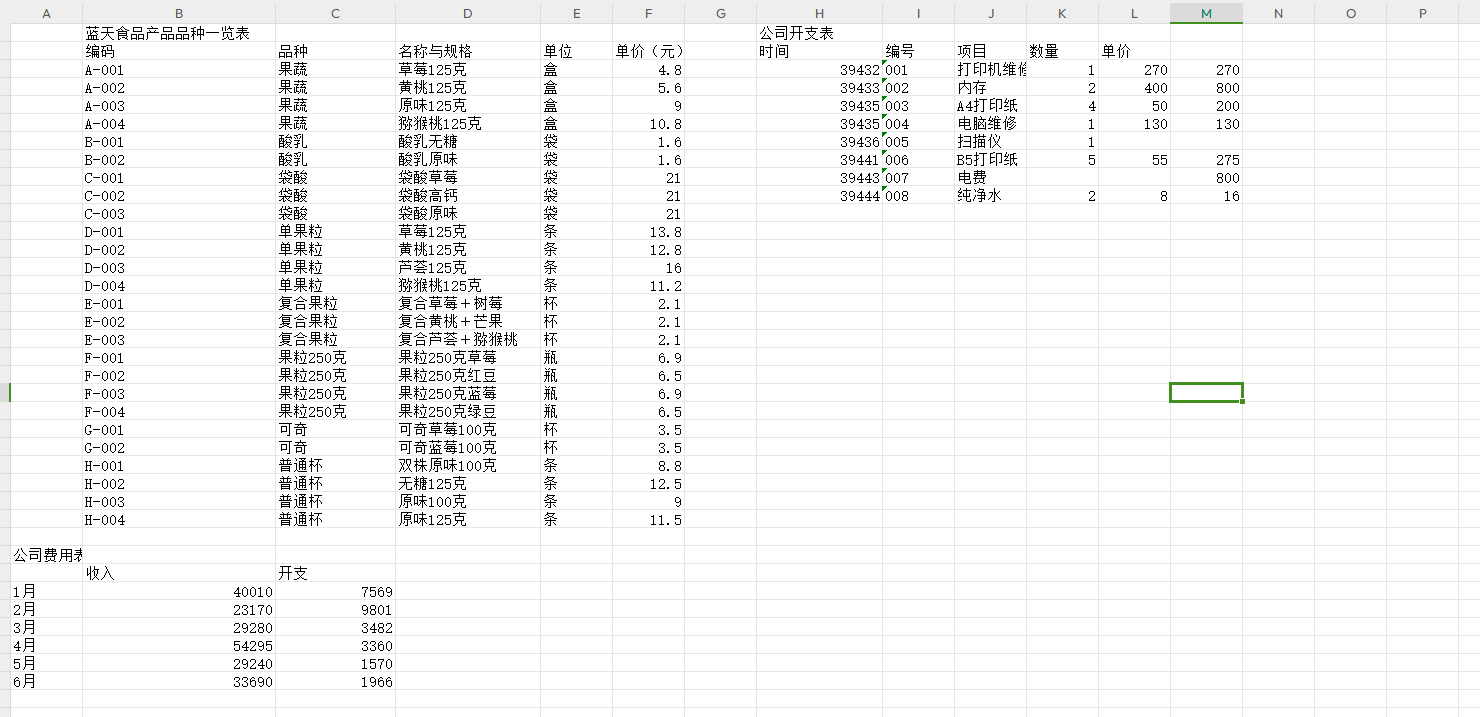 A B C D E F G H I J K L M N O P
蓝天食品产品品种一览表 公司开支表
编码 品种 名称与规格 单位 单价（元） 时间 编号 项目 数量 单价
A-001 果蔬 草莓125克 盒 4.8 39432 001 打印机维修 1 270 270
A-002 果蔬 黄桃125克 盒 5.6 39433 002 内存 2 400 800
A-003 果蔬 原味125克 盒 9 39435 003 A4打印纸 4 50 200
A-004 果蔬 猕猴桃125克 盒 10.8 39435 004 电脑维修 1 130 130
B-001 酸乳 酸乳无糖 袋 1.6 39436 005 扫描仪 1
B-002 酸乳 酸乳原味 袋 1.6 39441 006 B5打印纸 5 55 275
C-001 袋酸 袋酸草莓 袋 21 39443 007 电费 800
C-002 袋酸 袋酸高钙 袋 21 39444 008 纯净水 2 8 16
C-003 袋酸 袋酸原味 袋 21
D-001 单果粒 草莓125克 条 13.8
D-002 单果粒 黄桃125克 条 12.8
D-003 单果粒 芦荟125克 条 16
D-004 单果粒 猕猴桃125克 条 11.2
E-001 复合果粒 复合草莓＋树莓 杯 2.1
E-002 复合果粒 复合黄桃＋芒果 杯 2.1
E-003 复合果粒 复合芦荟＋猕猴桃 杯 2.1
F-001 果粒250克 果粒250克草莓 瓶 6.9
F-002 果粒250克 果粒250克红豆 瓶 6.5
F-003 果粒250克 果粒250克蓝莓 瓶 6.9
F-004 果粒250克 果粒250克绿豆 瓶 6.5
G-001 可奇 可奇草莓100克 杯 3.5
G-002 可奇 可奇蓝莓100克 杯 3.5
H-001 普通杯 双株原味100克 条 8.8
H-002 普通杯 无糖125克 条 12.5
H-003 普通杯 原味100克 条 9
H-004 普通杯 原味125克 条 11.5
公司费用表
收入 开支
1月 40010 7569
2月 23170 9801
3月 29280 3482
4月 54295 3360
5月 29240 1570
6月 33690 1966